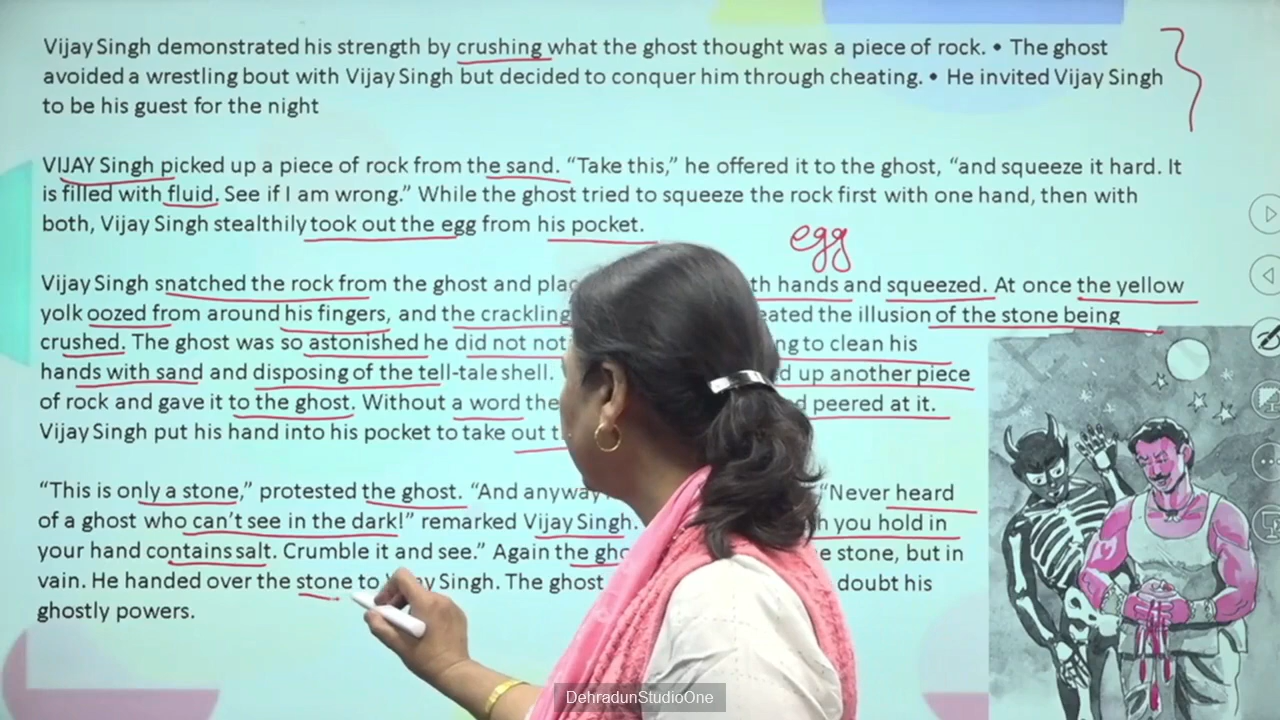 Vijay Singh demonstrated his strength by crushing what the ghost thought was a piece of rock. • The ghost
avoided a wrestling bout with Vijay Singh but decided to conquer him through cheating. • He invited Vijay Singh
to be his guest for the night
VIJAY Singh picked up a piece of rock from the sand. “Take this,” he offered it to the ghost, “and squeeze it hard. It
is filled with fluid. See if I am wrong.” While the ghost tried to squeeze the rock first with one hand, then with
both, Vijay Singh stealthily took out the egg from his pocket.
egg
Vijay Singh snatched the rock from the ghost and hands and squeezed. At once the yellow
yolk oozed from around his fingers, and the crackling the illusion of the stone being
crushed. The ghost was so astonished he did not to clean his
hands with sand and disposing of the tell-tale shell. up another piece
of rock and gave it to the ghost. Without a word the peered at it.
Vijay Singh put his hand into his pocket to take out
“This is only a stone,” protested the ghost. “And anyway “Never heard
of a ghost who can’t see in the dark!” remarked Vijay Singh. you hold in
your hand contains salt. Crumble it and see.” Again the stone, but in
vain. He handed over the stone to Singh. The ghost doubt his
ghostly powers.
DehradunStudioOne